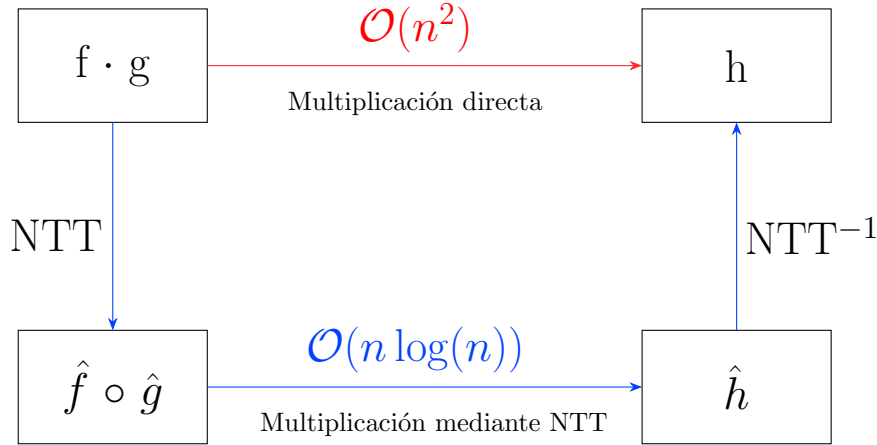 𝒪(n²)
f · g
h
Multiplicación directa
NTT
NTT⁻¹
𝒪(n log(n))
f̂ ∘ ĝ
ĥ
Multiplicación mediante NTT